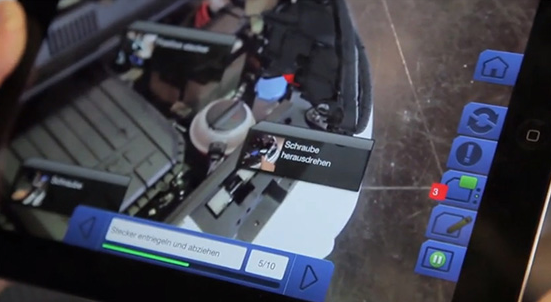 Schraube
herausdrehen
Schraube
Stecker entriegeln und abziehen
5/10
3